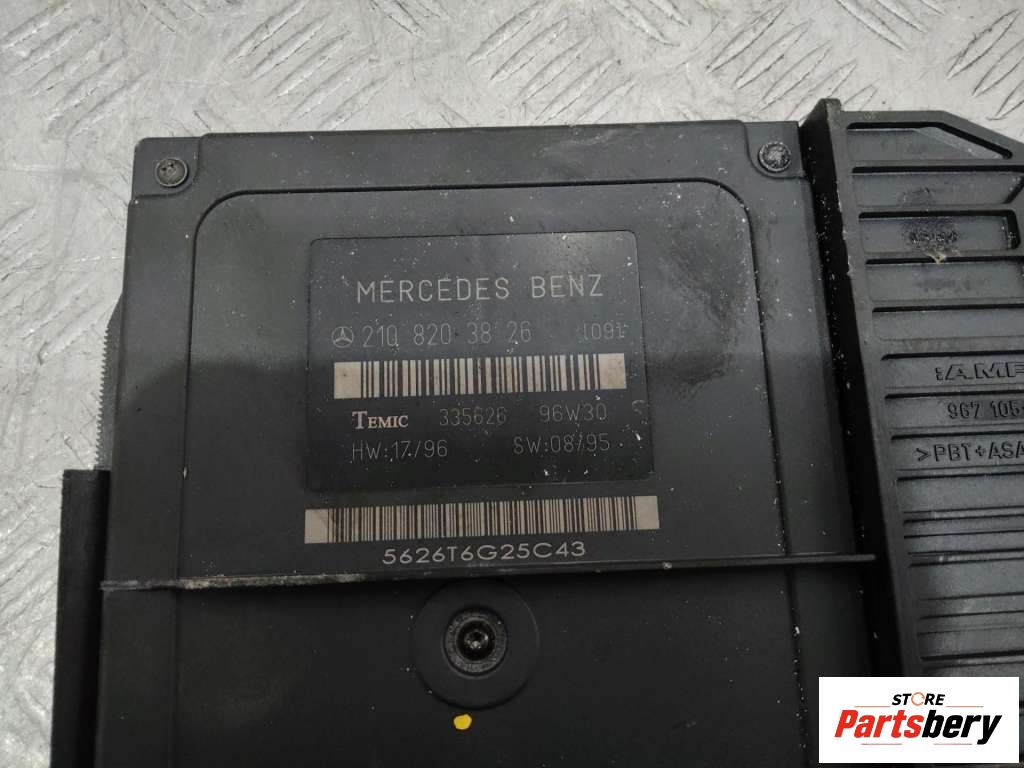 MERCEDES BENZ
210 820 38 26 [09]
TEMIC 335626 96W30
HW:17/96 SW:08/95
5626T6G25C43
:AMP
967 105
>PBT+ASA
STORE
Partsbery